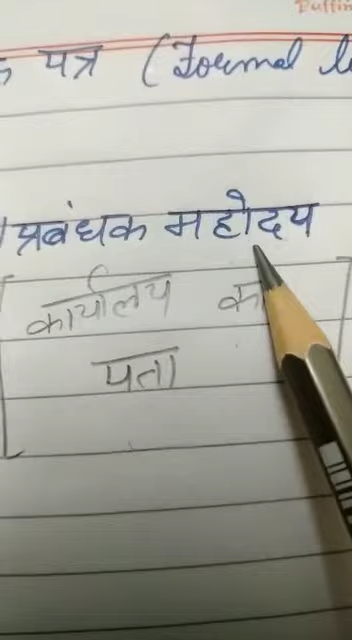 पत्र (Formal
प्रबंधक महोदय
कार्यालय का
पता